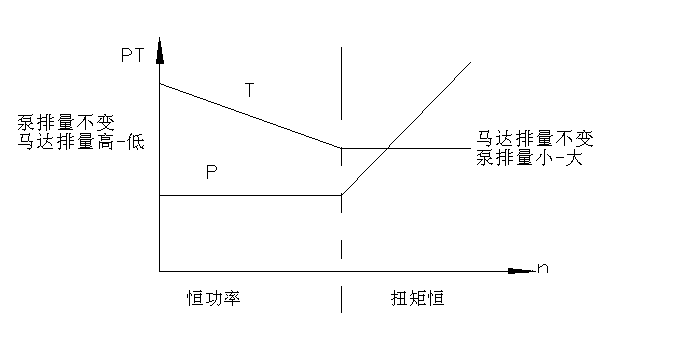 PT
T
泵排量不变
马达排量高-低
马达排量不变
泵排量小-大
P
n
恒功率
扭矩恒